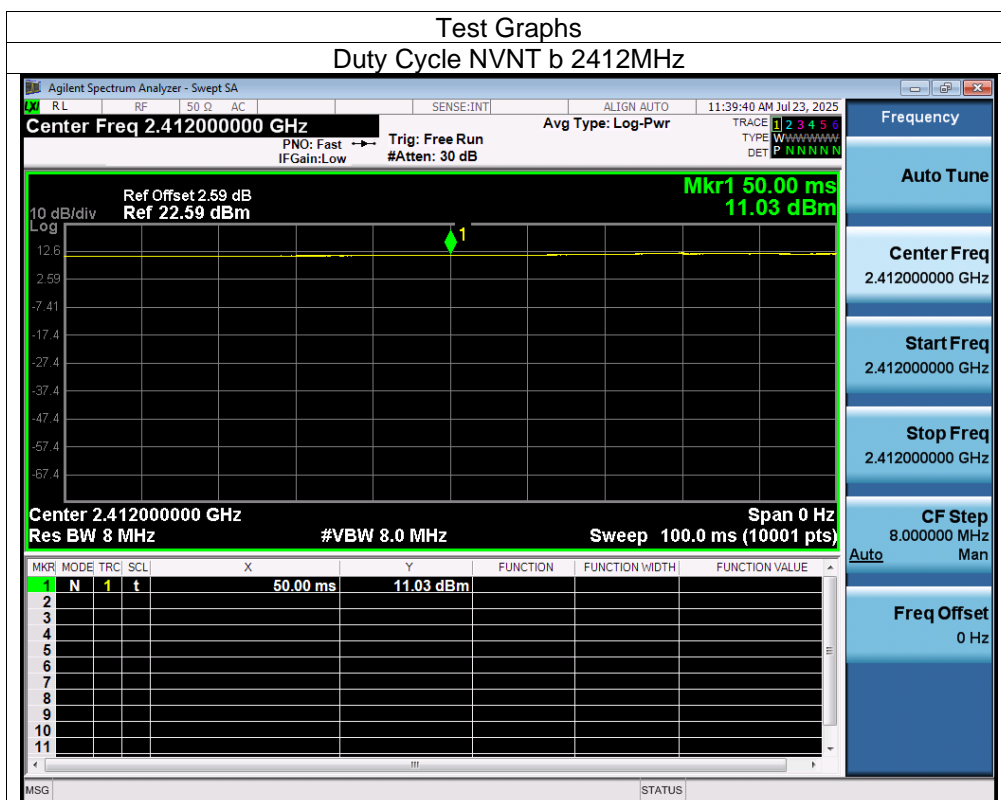 Test Graphs
Duty Cycle NVNT b 2412MHz
Agilent Spectrum Analyzer - Swept SA
LXI RL RF 50 Ω AC SENSE:INT ALIGN AUTO 11:39:40 AM Jul 23, 2025
Center Freq 2.412000000 GHz
PNO: Fast
IFGain:Low
Trig: Free Run
#Atten: 30 dB
Avg Type: Log-Pwr
TRACE 1 2 3 4 5 6
TYPE WWWWWW
DET P N N N N N
Ref Offset 2.59 dB
10 dB/div Ref 22.59 dBm
Log
Mkr1 50.00 ms
11.03 dBm
1
12.6
2.59
-7.41
-17.4
-27.4
-37.4
-47.4
-57.4
-67.4
Center 2.412000000 GHz Span 0 Hz
Res BW 8 MHz #VBW 8.0 MHz Sweep 100.0 ms (10001 pts)
MKR MODE TRC SCL X Y FUNCTION FUNCTION WIDTH FUNCTION VALUE
1 N 1 t 50.00 ms 11.03 dBm
2
3
4
5
6
7
8
9
10
11
MSG STATUS
Frequency
Auto Tune
Center Freq
2.412000000 GHz
Start Freq
2.412000000 GHz
Stop Freq
2.412000000 GHz
CF Step
8.000000 MHz
Auto Man
Freq Offset
0 Hz